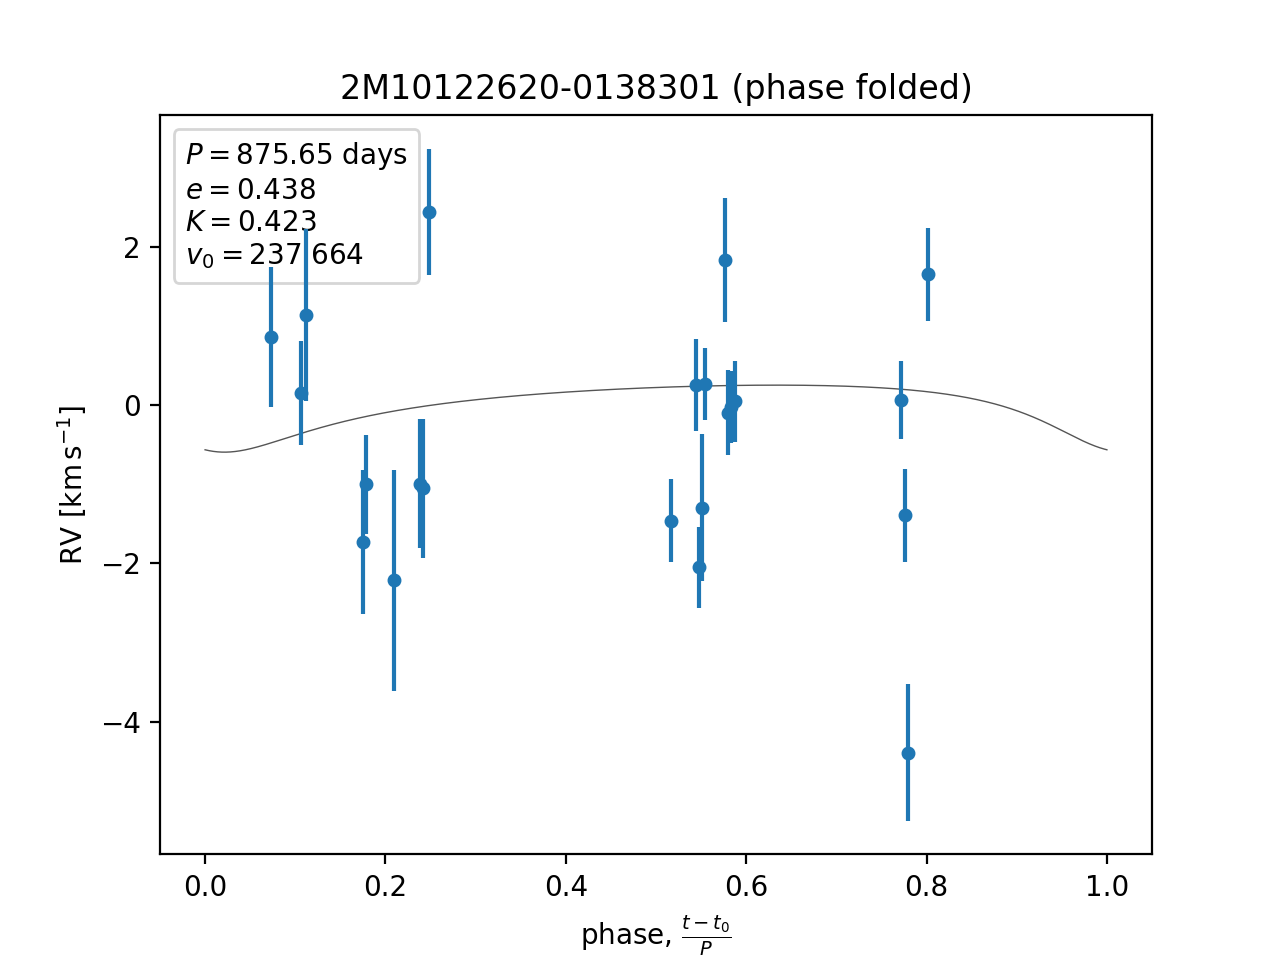 2M10122620-0138301 (phase folded)
P = 875.65 days
e = 0.438
K = 0.423
v₀ = 237.664
2
0
−2
−4
RV [km s⁻¹]
0.0 0.2 0.4 0.6 0.8 1.0
phase, (t − t₀)/P